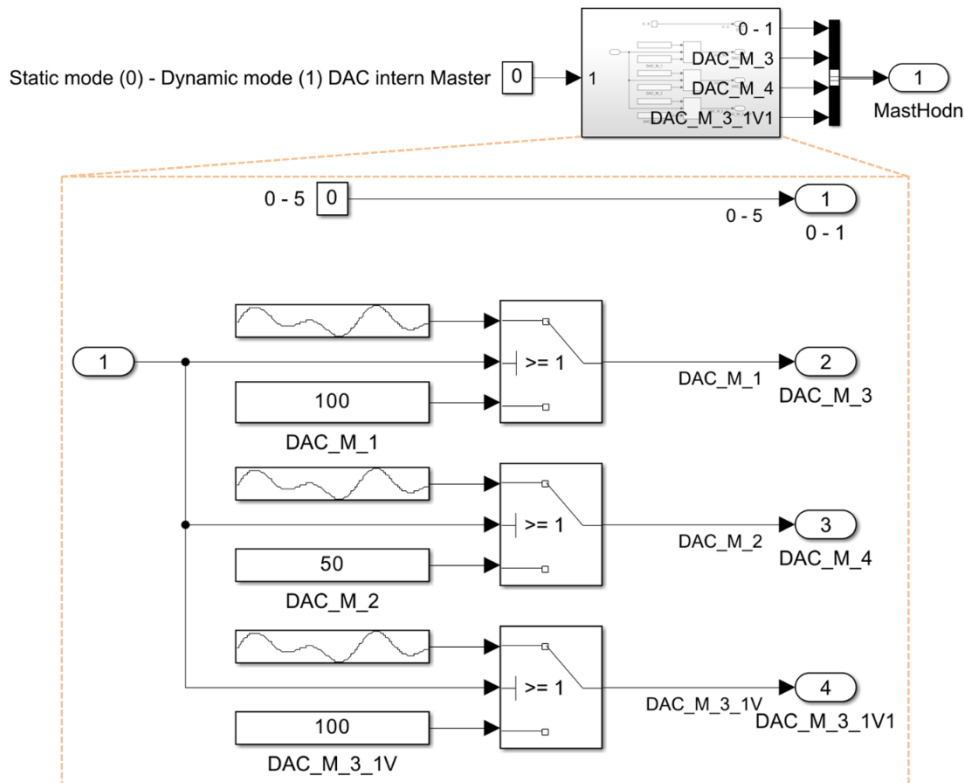 0 - 1
Static mode (0) - Dynamic mode (1) DAC intern Master 0
1
DAC_M_3
DAC_M_4
DAC_M_3_1V1
1
MastHodn
0 - 5 0
0 - 5
1
0 - 1
1
>= 1
100
DAC_M_1
DAC_M_1
2
DAC_M_3
>= 1
50
DAC_M_2
DAC_M_2
3
DAC_M_4
>= 1
100
DAC_M_3_1V
DAC_M_3_1V
4
DAC_M_3_1V1